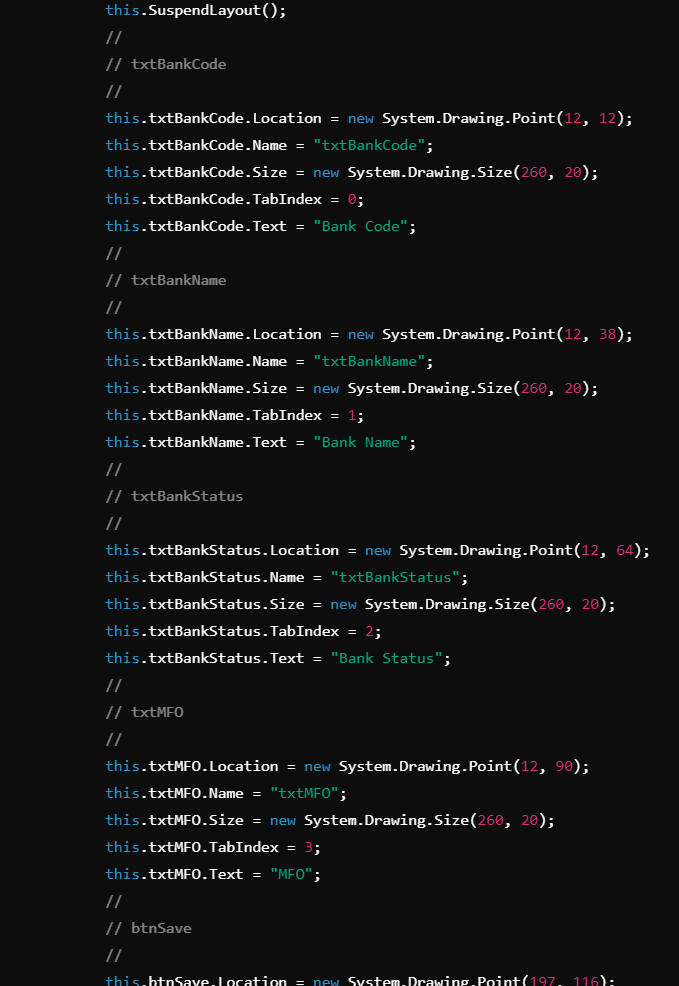 this.SuspendLayout();
//
// txtBankCode
//
this.txtBankCode.Location = new System.Drawing.Point(12, 12);
this.txtBankCode.Name = "txtBankCode";
this.txtBankCode.Size = new System.Drawing.Size(260, 20);
this.txtBankCode.TabIndex = 0;
this.txtBankCode.Text = "Bank Code";
//
// txtBankName
//
this.txtBankName.Location = new System.Drawing.Point(12, 38);
this.txtBankName.Name = "txtBankName";
this.txtBankName.Size = new System.Drawing.Size(260, 20);
this.txtBankName.TabIndex = 1;
this.txtBankName.Text = "Bank Name";
//
// txtBankStatus
//
this.txtBankStatus.Location = new System.Drawing.Point(12, 64);
this.txtBankStatus.Name = "txtBankStatus";
this.txtBankStatus.Size = new System.Drawing.Size(260, 20);
this.txtBankStatus.TabIndex = 2;
this.txtBankStatus.Text = "Bank Status";
//
// txtMFO
//
this.txtMFO.Location = new System.Drawing.Point(12, 90);
this.txtMFO.Name = "txtMFO";
this.txtMFO.Size = new System.Drawing.Size(260, 20);
this.txtMFO.TabIndex = 3;
this.txtMFO.Text = "MFO";
//
// btnSave
//
this.btnSave.Location = new System.Drawing.Point(197, 116);